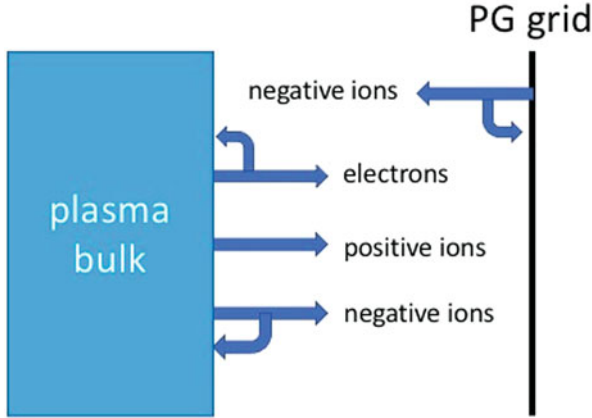 PG grid
negative ions
electrons
plasma
bulk
positive ions
negative ions